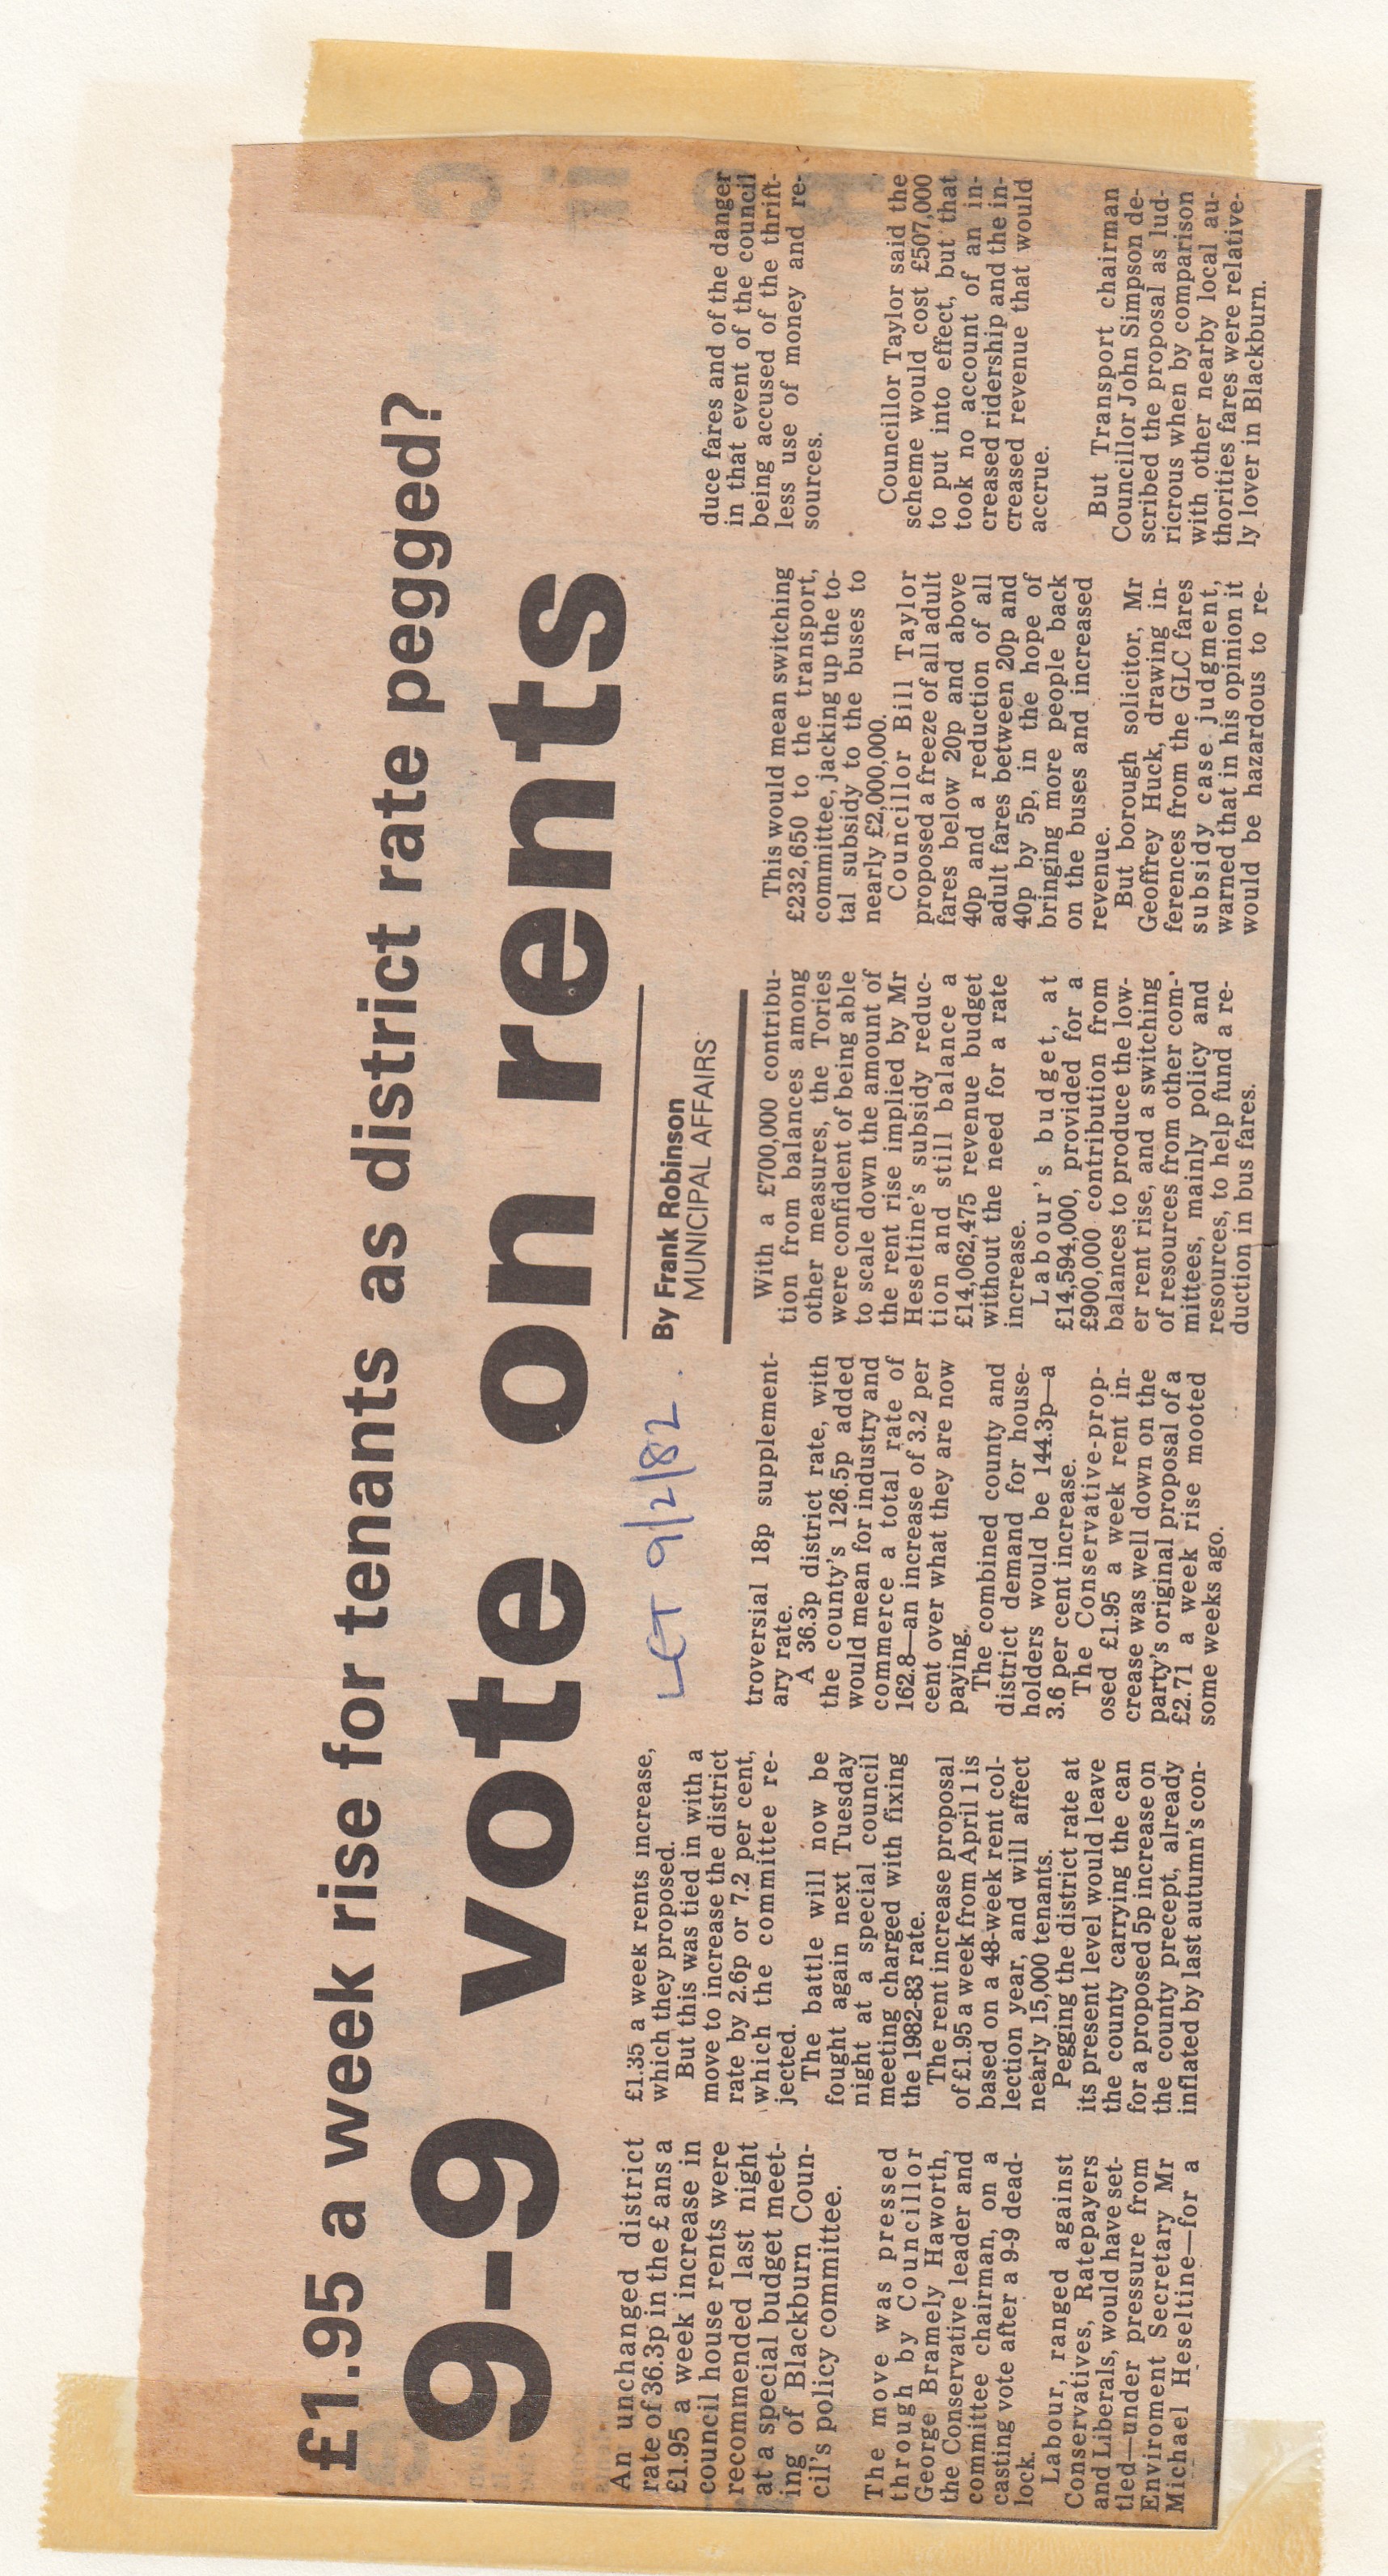 £1.95 a week rise for tenants as district rate pegged?
9-9 vote on rents
LET 9/2/82.
By Frank Robinson
MUNICIPAL AFFAIRS
An unchanged district
rate of 36.3p in the £ ans a
£1.95 a week increase in
council house rents were
recommended last night
at a special budget meet-
ing of Blackburn Coun-
cil's policy committee.
The move was pressed
through by Councillor
George Bramely Haworth,
the Conservative leader and
committee chairman, on a
casting vote after a 9-9 dead-
lock.
Labour, ranged against
Conservatives, Ratepayers
and Liberals, would have set-
tled—under pressure from
Enviroment Secretary Mr
Michael Heseltine—for a
£1.35 a week rents increase,
which they proposed.
But this was tied in with a
move to increase the district
rate by 2.6p or 7.2 per cent,
which the committee re-
jected.
The battle will now be
fought again next Tuesday
night at a special council
meeting charged with fixing
the 1982-83 rate.
The rent increase proposal
of £1.95 a week from April 1 is
based on a 48-week rent col-
lection year, and will affect
nearly 15,000 tenants.
Pegging the district rate at
its present level would leave
the county carrying the can
for a proposed 5p increase on
the county precept, already
inflated by last autumn's con-
troversial 18p supplement-
ary rate.
A 36.3p district rate, with
the county's 126.5p added
would mean for industry and
commerce a total rate of
162.8—an increase of 3.2 per
cent over what they are now
paying.
The combined county and
district demand for house-
holders would be 144.3p—a
3.6 per cent increase.
The Conservative-prop-
osed £1.95 a week rent in-
crease was well down on the
party's original proposal of a
£2.71 a week rise mooted
some weeks ago.
With a £700,000 contribu-
tion from balances among
other measures, the Tories
were confident of being able
to scale down the amount of
the rent rise implied by Mr
Heseltine's subsidy reduc-
tion and still balance a
£14,062,475 revenue budget
without the need for a rate
increase.
Labour's budget, at
£14,594,000, provided for a
£900,000 contribution from
balances to produce the low-
er rent rise, and a switching
of resources from other com-
mittees, mainly policy and
resources, to help fund a re-
duction in bus fares.
This would mean switching
£232,650 to the transport,
committee, jacking up the to-
tal subsidy to the buses to
nearly £2,000,000.
Councillor Bill Taylor
proposed a freeze of all adult
fares below 20p and above
40p and a reduction of all
adult fares between 20p and
40p by 5p, in the hope of
bringing more people back
on the buses and increased
revenue.
But borough solicitor, Mr
Geoffrey Huck, drawing in-
ferences from the GLC fares
subsidy case judgment,
warned that in his opinion it
would be hazardous to re-
duce fares and of the danger
in that event of the council
being accused of the thrift-
less use of money and re-
sources.
Councillor Taylor said the
scheme would cost £507,000
to put into effect, but that
took no account of an in-
creased ridership and the in-
creased revenue that would
accrue.
But Transport chairman
Councillor John Simpson de-
scribed the proposal as lud-
ricrous when by comparison
with other nearby local au-
thorities fares were relative-
ly lover in Blackburn.